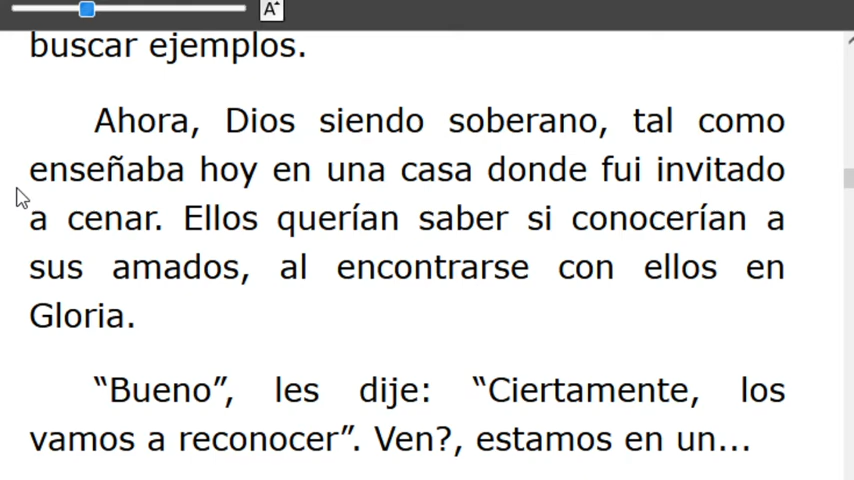 A
buscar ejemplos.
Ahora, Dios siendo soberano, tal como
enseñaba hoy en una casa donde fui invitado
a cenar. Ellos querían saber si conocerían a
sus amados, al encontrarse con ellos en
Gloria.
“Bueno”, les dije: “Ciertamente, los
vamos a reconocer”. Ven?, estamos en un...